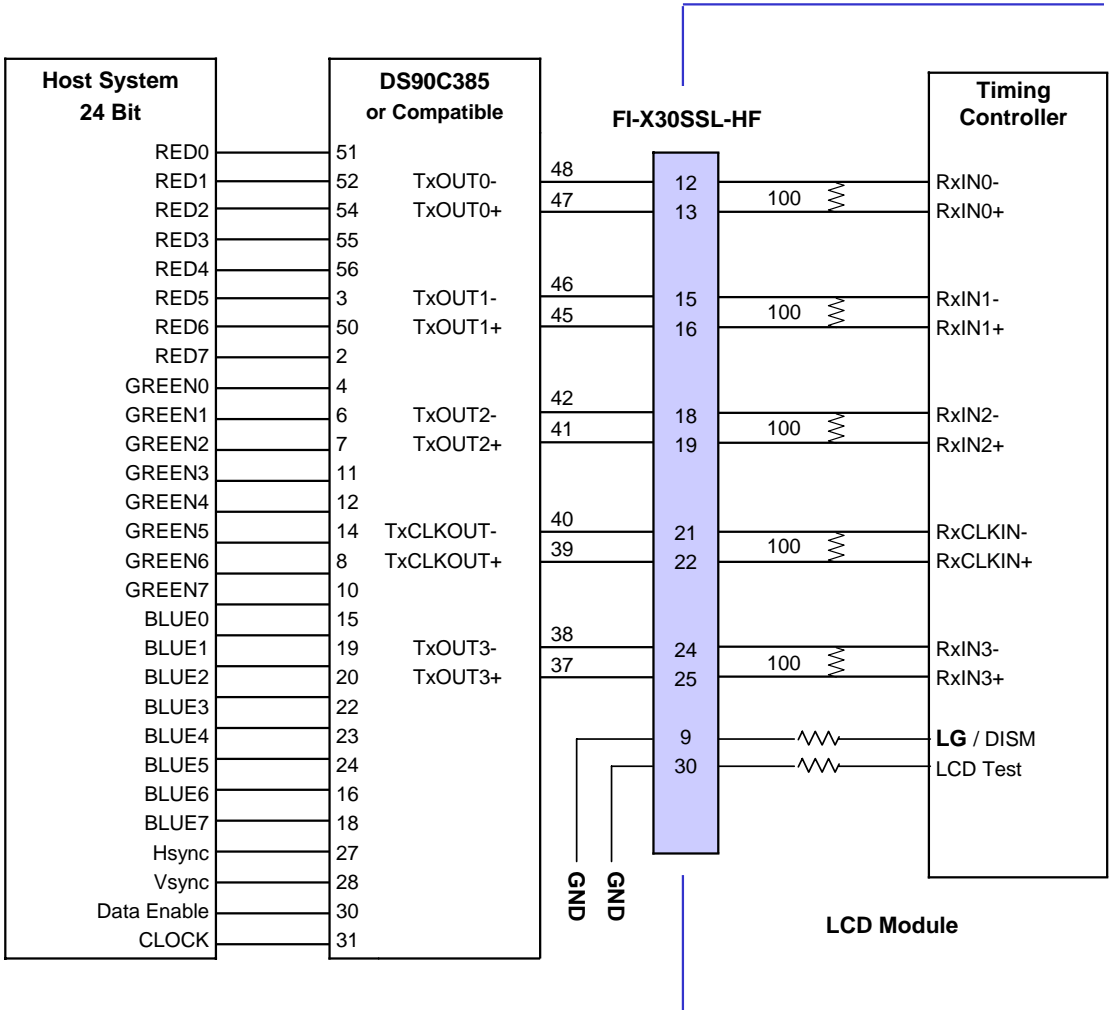 Host System
24 Bit
RED0
RED1
RED2
RED3
RED4
RED5
RED6
RED7
GREEN0
GREEN1
GREEN2
GREEN3
GREEN4
GREEN5
GREEN6
GREEN7
BLUE0
BLUE1
BLUE2
BLUE3
BLUE4
BLUE5
BLUE6
BLUE7
Hsync
Vsync
Data Enable
CLOCK
DS90C385
or Compatible
51
52 TxOUT0-
54 TxOUT0+
55
56
3 TxOUT1-
50 TxOUT1+
2
4
6 TxOUT2-
7 TxOUT2+
11
12
14 TxCLKOUT-
8 TxCLKOUT+
10
15
19 TxOUT3-
20 TxOUT3+
22
23
24
16
18
27
28
30
31
48
47
46
45
42
41
40
39
38
37
GND
GND
FI-X30SSL-HF
12
13
15
16
18
19
21
22
24
25
9
30
100
100
100
100
100
Timing
Controller
RxIN0-
RxIN0+
RxIN1-
RxIN1+
RxIN2-
RxIN2+
RxCLKIN-
RxCLKIN+
RxIN3-
RxIN3+
LG / DISM
LCD Test
LCD Module